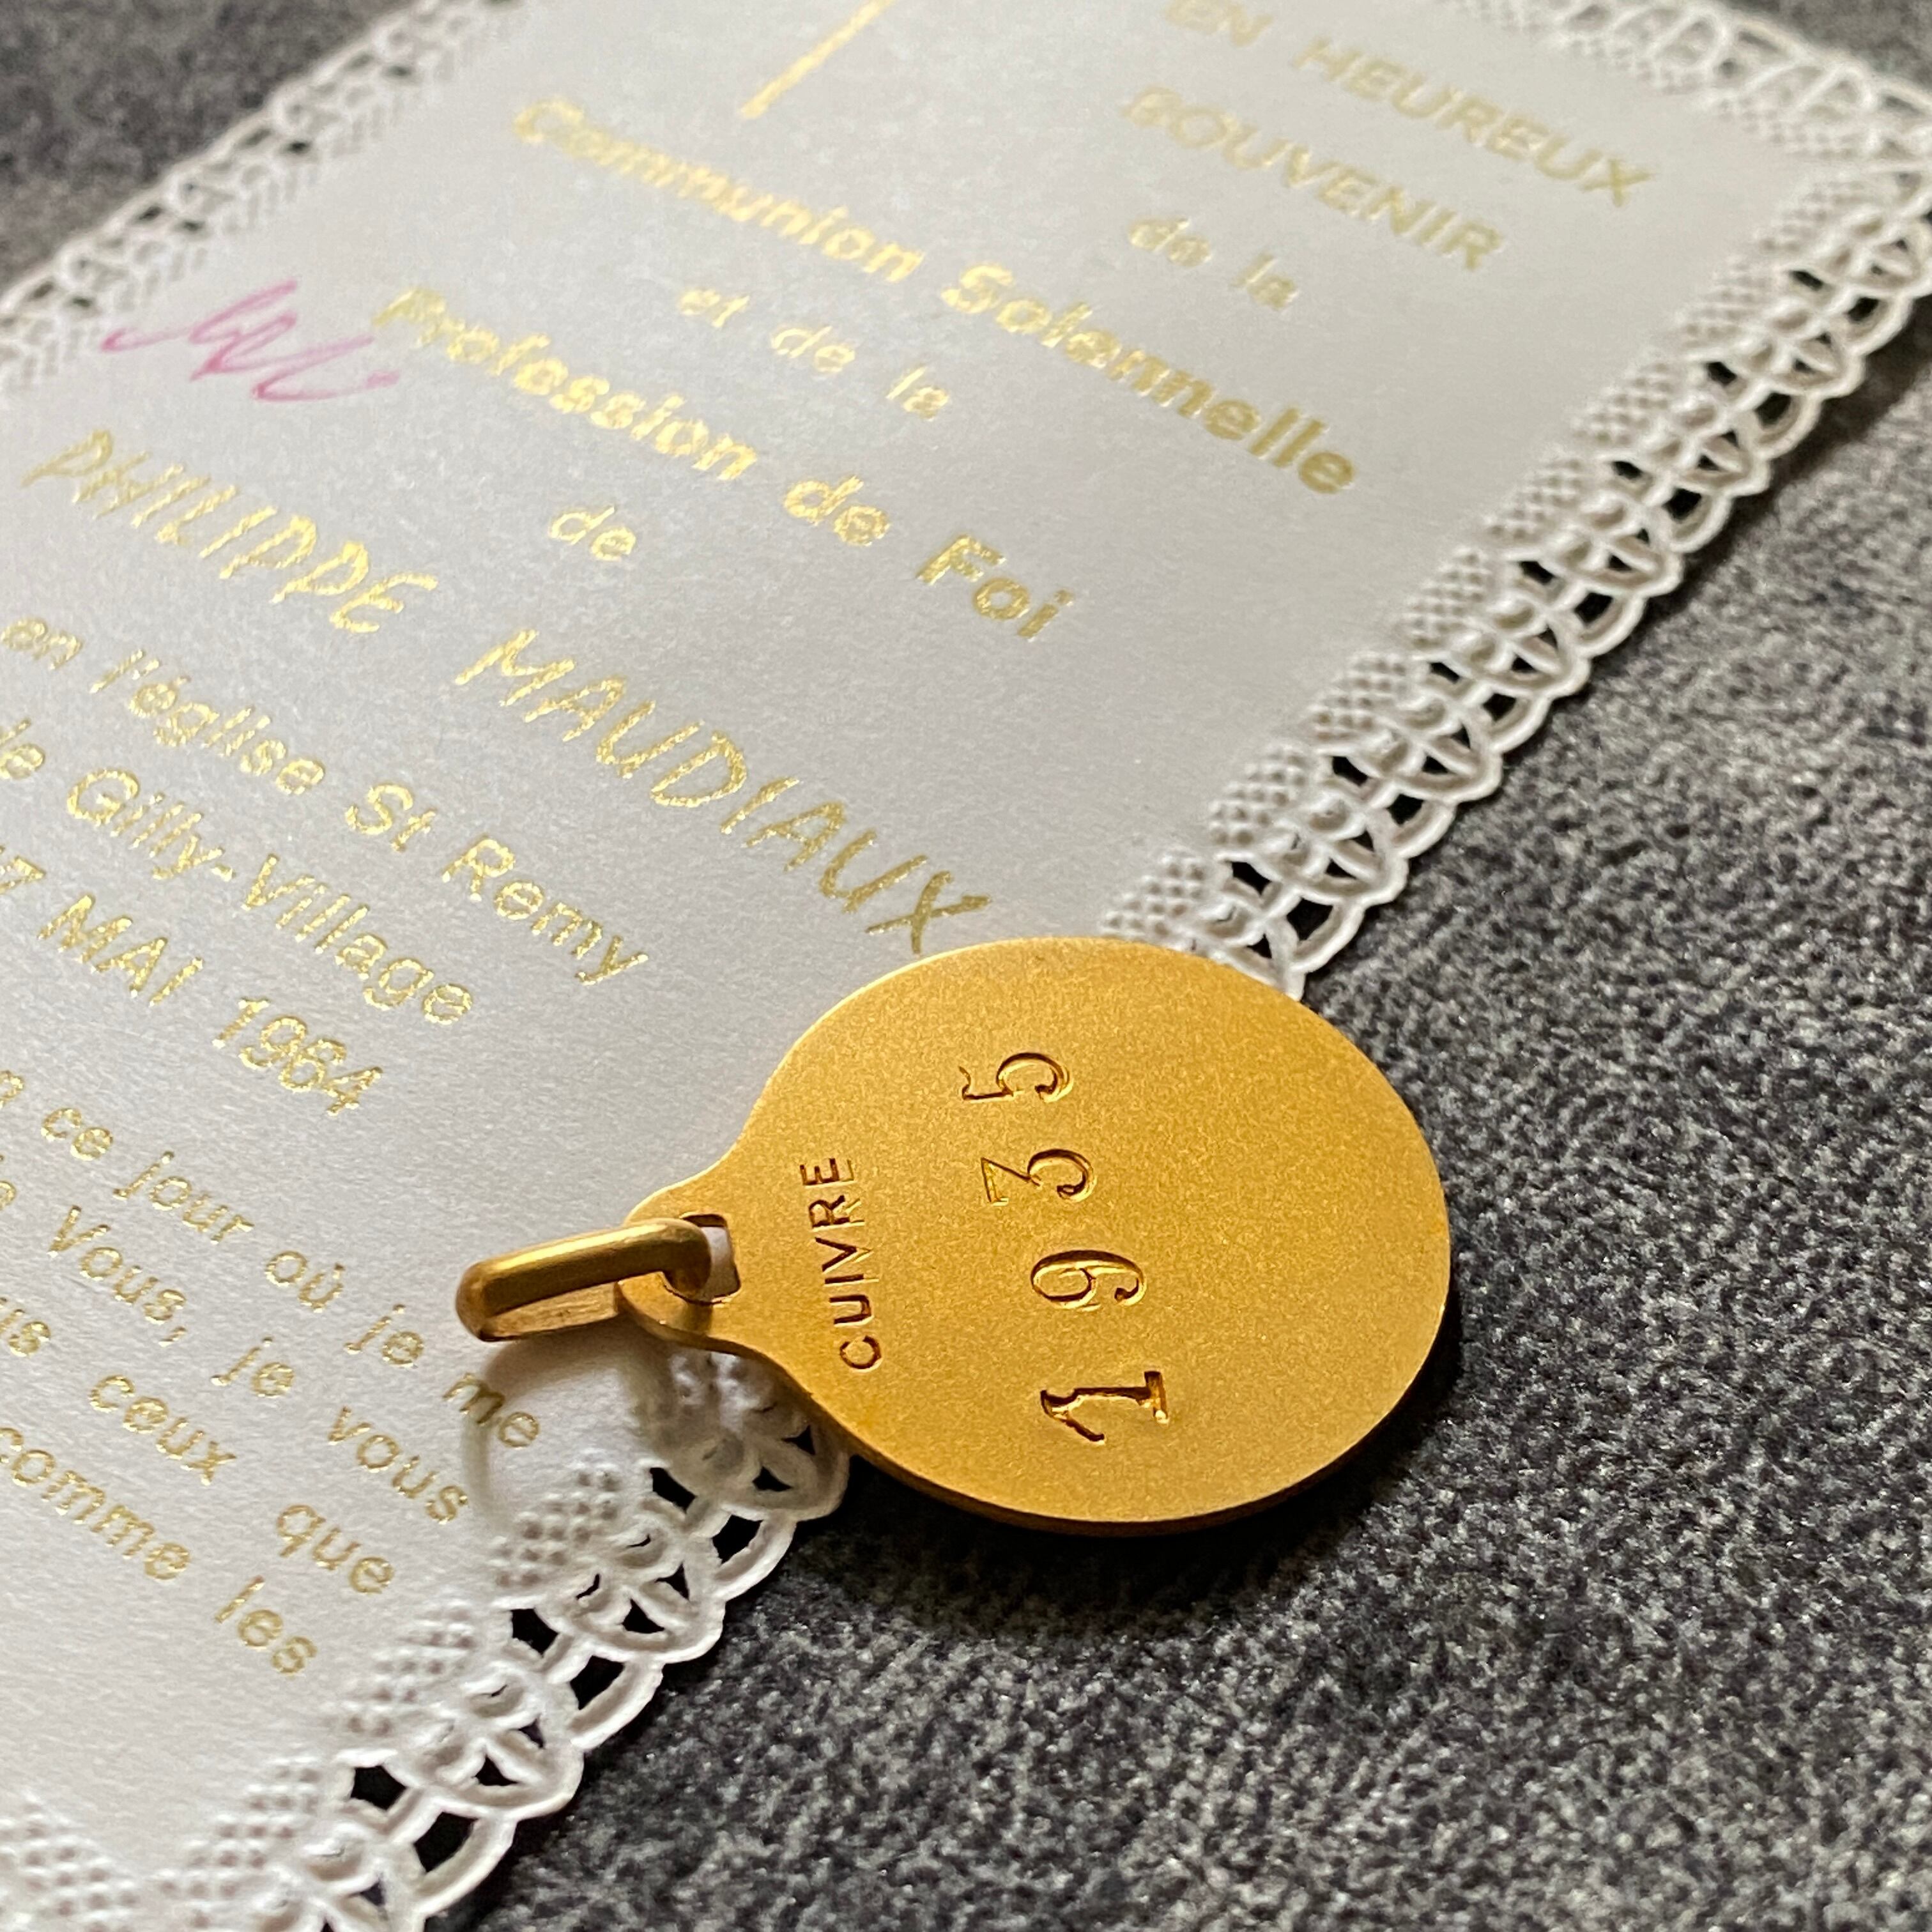 EN HEUREUX
SOUVENIR
de la
Communion Solennelle
et de la
Profession de Foi
de
PHILIPPE MAUDIAUX
en l'église St Remy
de Gilly-Village
7 MAI 1964
ce jour où je me
Vous, je vous
ceux que
comme les
CUIVRE
1935